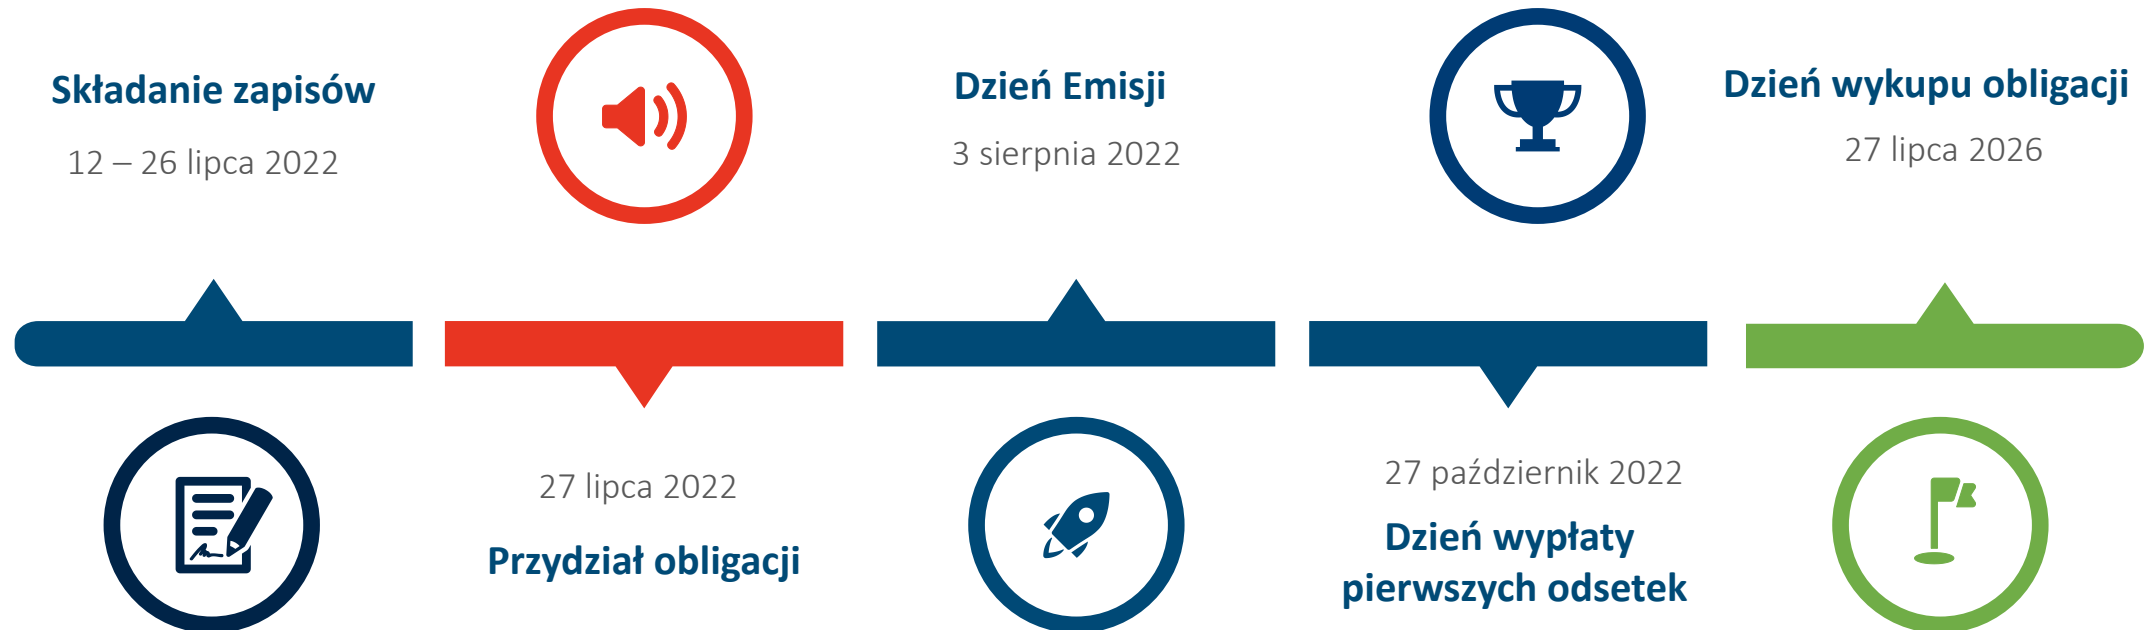 Składanie zapisów
12 – 26 lipca 2022
27 lipca 2022
Przydział obligacji
Dzień Emisji
3 sierpnia 2022
27 październik 2022
Dzień wypłaty
pierwszych odsetek
Dzień wykupu obligacji
27 lipca 2026